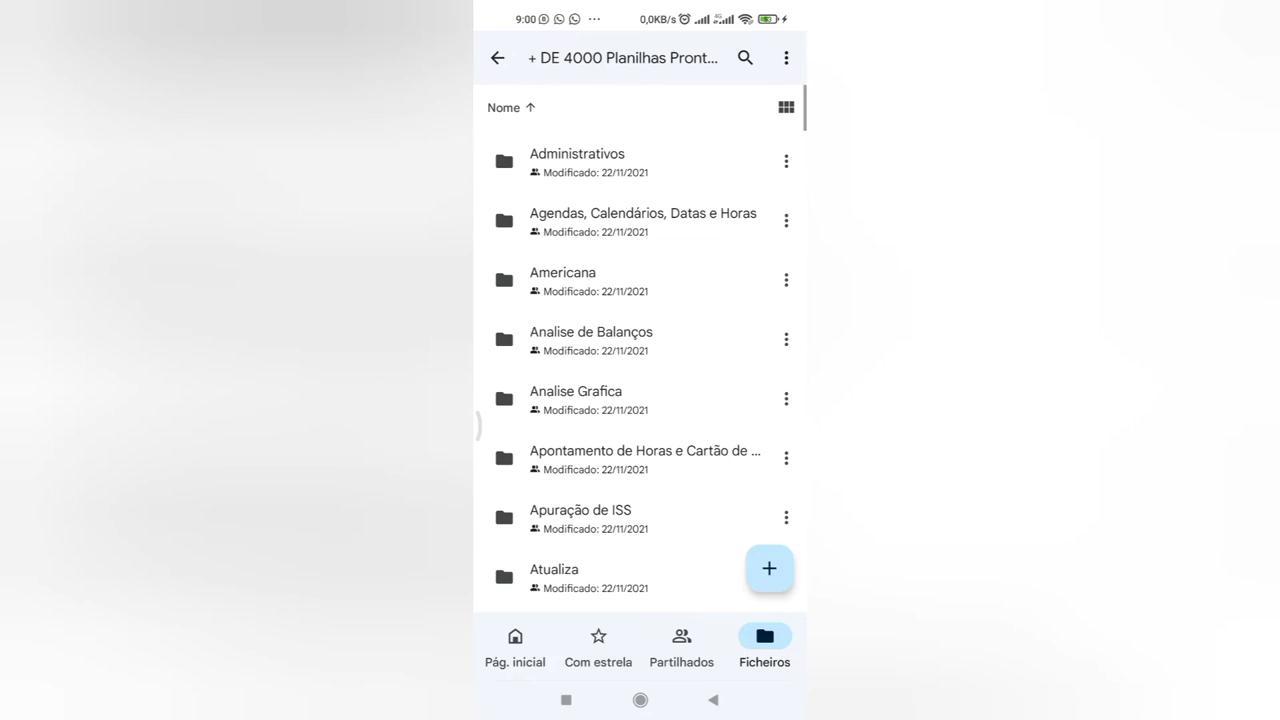 9:00 0,0KB/s 4G
+ DE 4000 Planilhas Pront...
Nome ↑
Administrativos
Modificado: 22/11/2021
Agendas, Calendários, Datas e Horas
Modificado: 22/11/2021
Americana
Modificado: 22/11/2021
Analise de Balanços
Modificado: 22/11/2021
Analise Grafica
Modificado: 22/11/2021
Apontamento de Horas e Cartão de ...
Modificado: 22/11/2021
Apuração de ISS
Modificado: 22/11/2021
Atualiza
Modificado: 22/11/2021
Pág. inicial Com estrela Partilhados Ficheiros